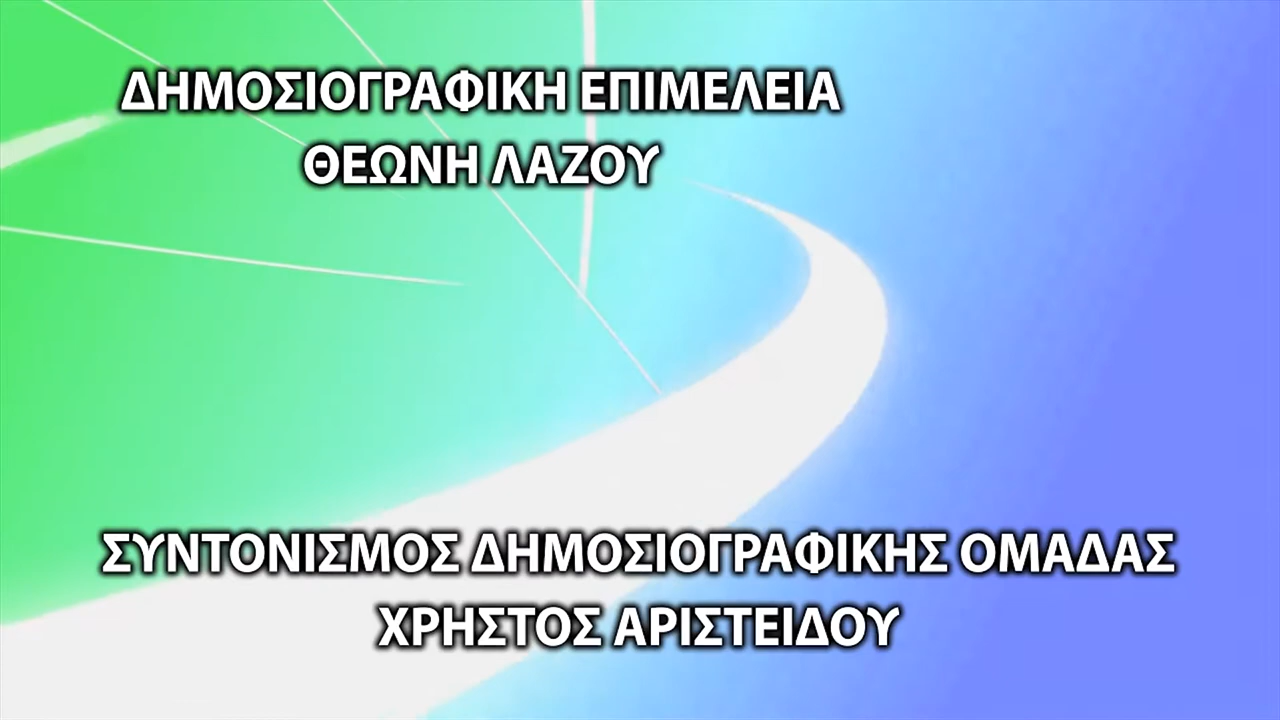 ΔΗΜΟΣΙΟΓΡΑΦΙΚΗ ΕΠΙΜΕΛΕΙΑ
ΘΕΩΝΗ ΛΑΖΟΥ
ΣΥΝΤΟΝΙΣΜΟΣ ΔΗΜΟΣΙΟΓΡΑΦΙΚΗΣ ΟΜΑΔΑΣ
ΧΡΗΣΤΟΣ ΑΡΙΣΤΕΙΔΟΥ